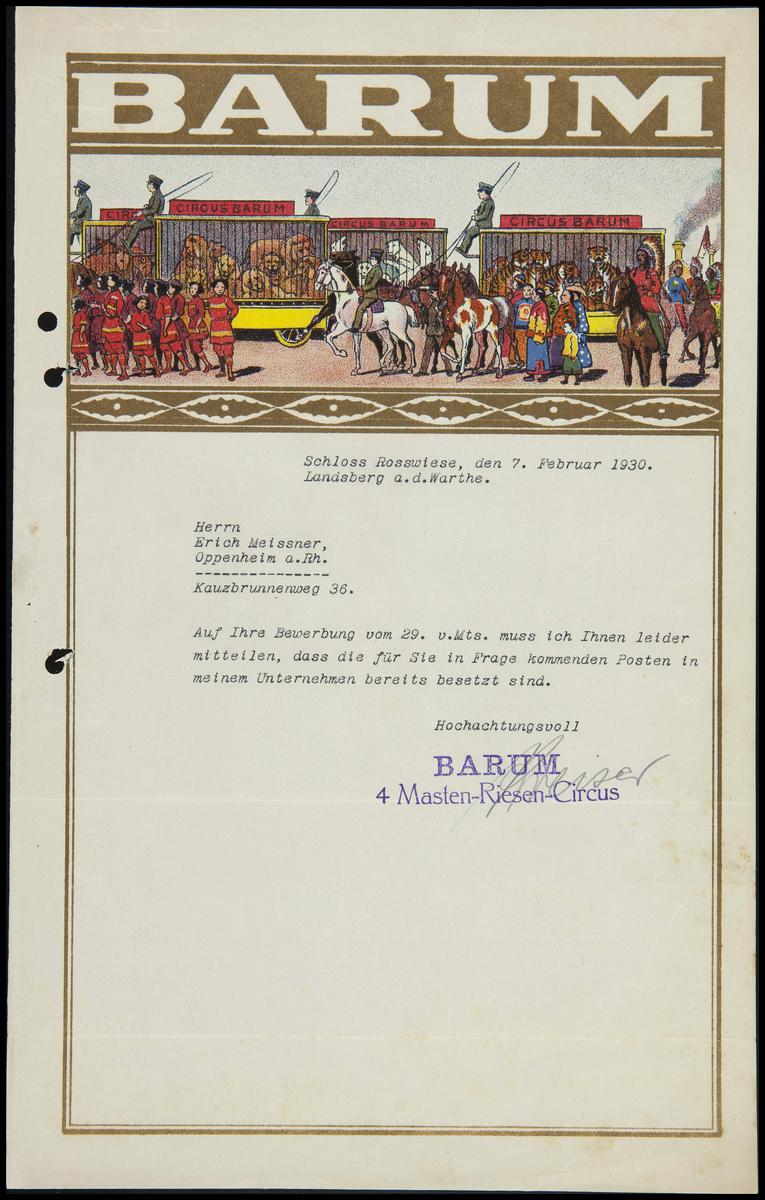 BARUM
CIRC
CIRCUS BARUM
CIRCUS BARUM
CIRCUS BARUM
Schloss Rosswiese, den 7. Februar 1930.
Landsberg a.d.Warthe.
Herrn
Erich Meissner,
Oppenheim a.Rh.
---------------
Kauzbrunnenweg 36.
Auf Ihre Bewerbung vom 29. v.Mts. muss ich Ihnen leider
mitteilen, dass die für Sie in Frage kommenden Posten in
meinem Unternehmen bereits besetzt sind.
Hochachtungsvoll
BARUM
4 Masten-Riesen-Circus